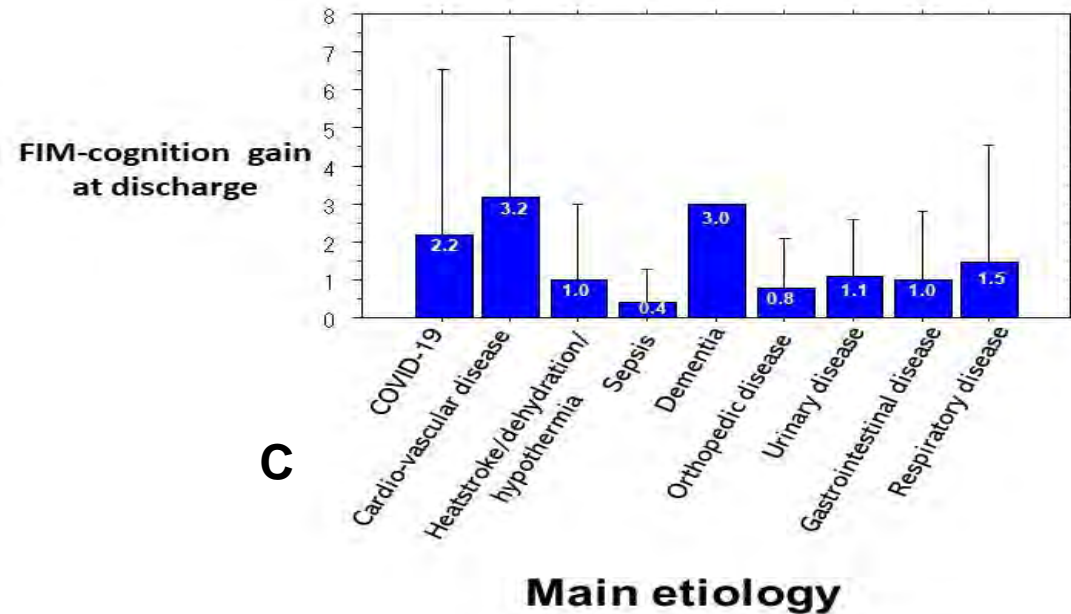 8
7
6
5
4
3
2
1
0
FIM-cognition gain
at discharge
2.2
3.2
1.0
0.4
3.0
0.8
1.1
1.0
1.5
COVID-19
Cardio-vascular disease
Heatstroke/dehydration/
hypothermia
Sepsis
Dementia
Orthopedic disease
Urinary disease
Gastrointestinal disease
Respiratory disease
C
Main etiology